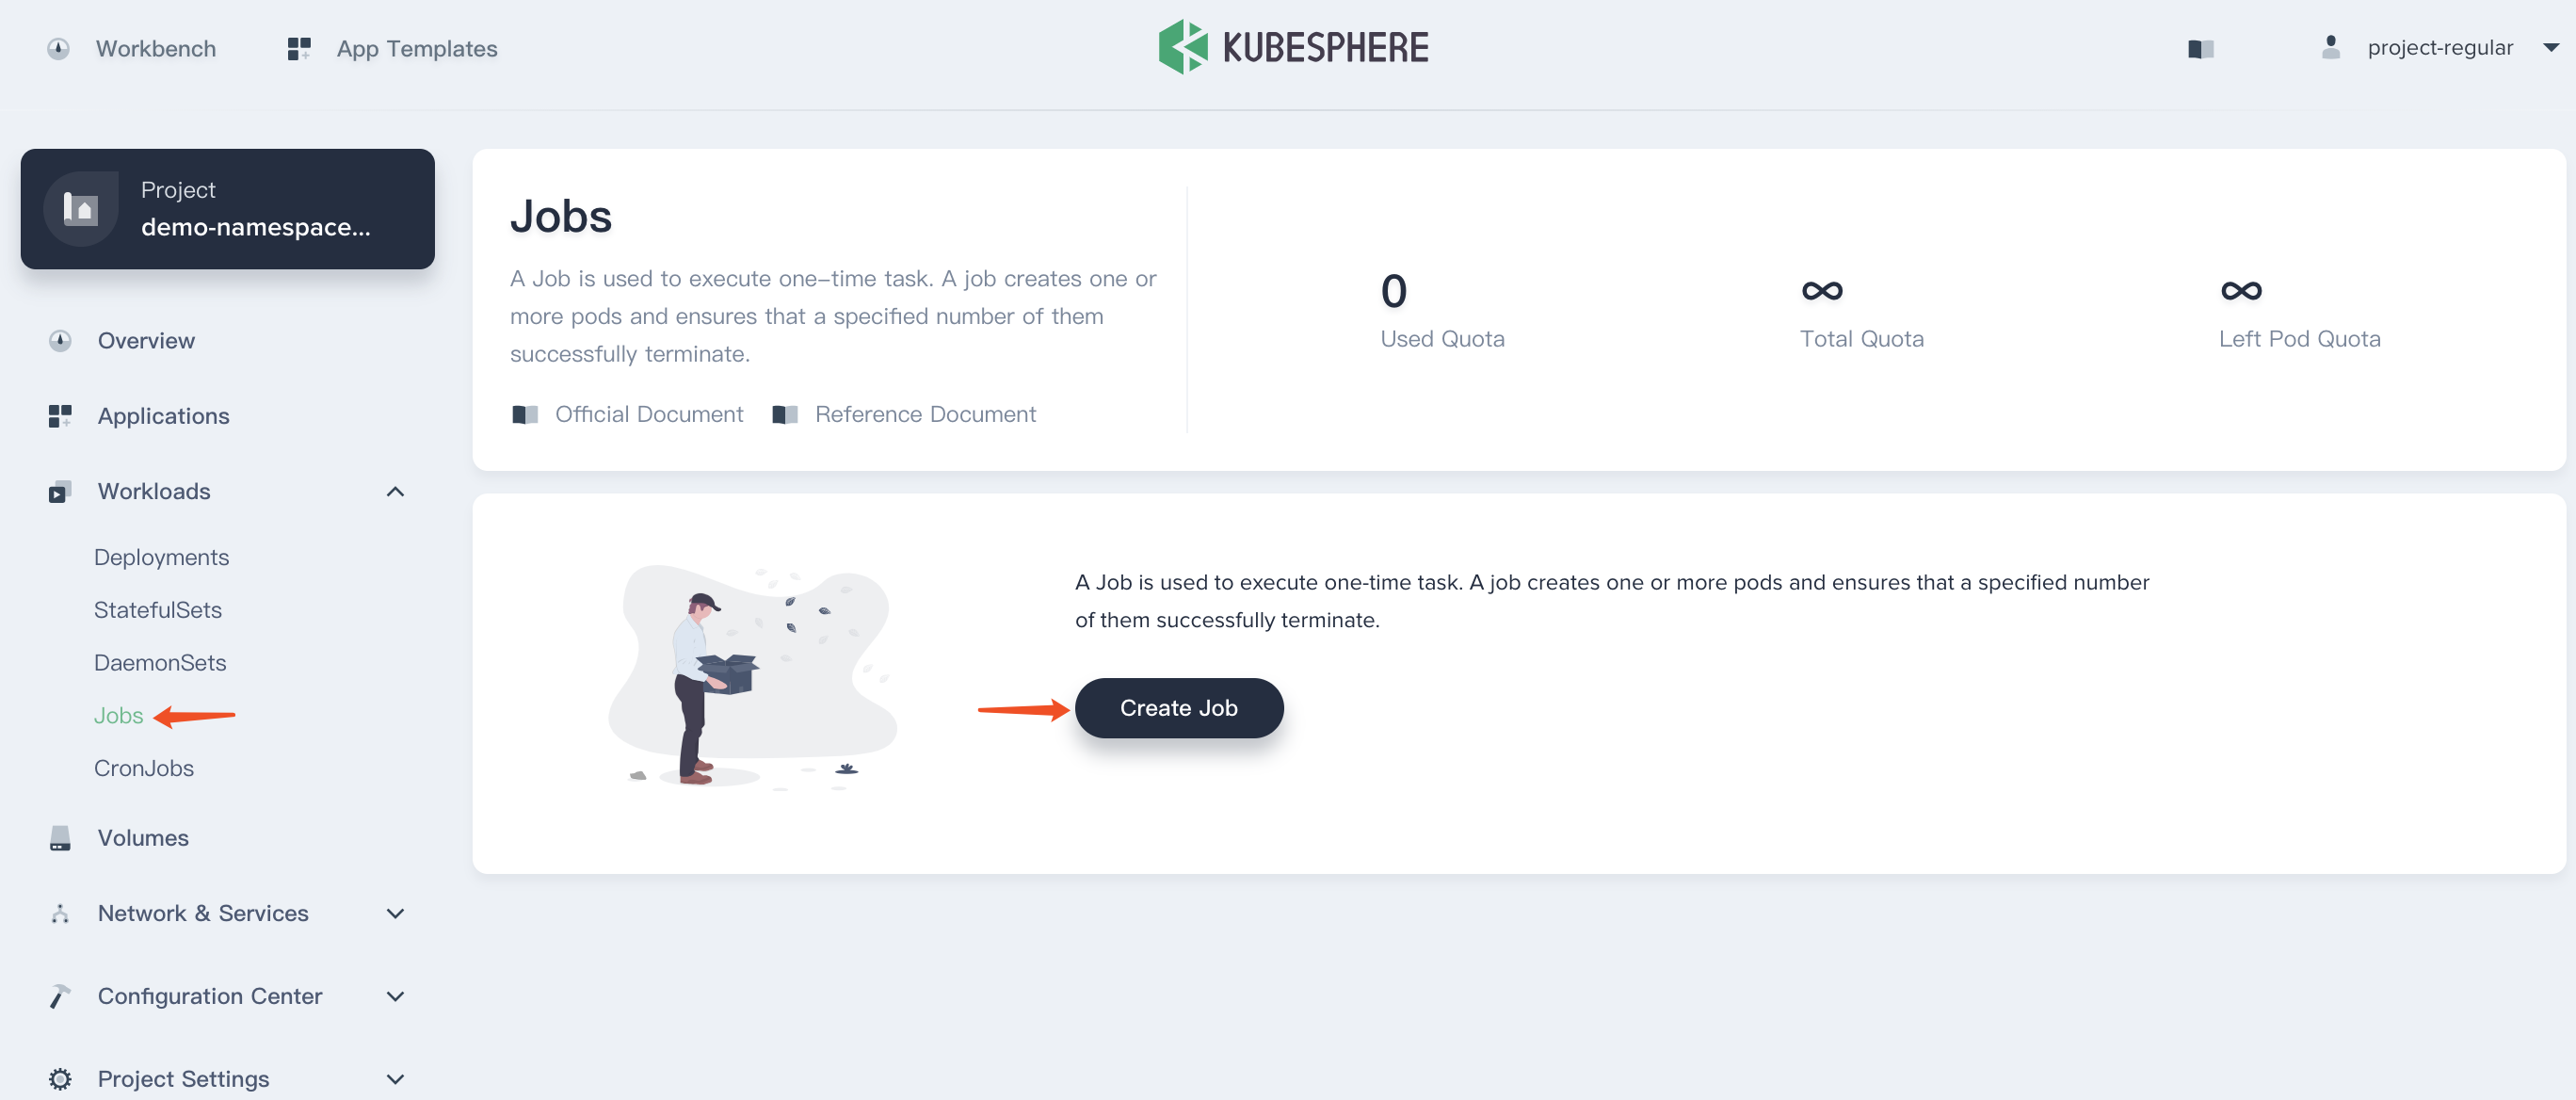 Workbench
App Templates
KUBESPHERE
project-regular
Project
demo-namespace...
Overview
Applications
Workloads
Deployments
StatefulSets
DaemonSets
Jobs
CronJobs
Volumes
Network & Services
Configuration Center
Project Settings
Jobs
A Job is used to execute one-time task. A job creates one or
more pods and ensures that a specified number of them
successfully terminate.
Official Document
Reference Document
0
Used Quota
∞
Total Quota
∞
Left Pod Quota
A Job is used to execute one-time task. A job creates one or more pods and ensures that a specified number
of them successfully terminate.
Create Job